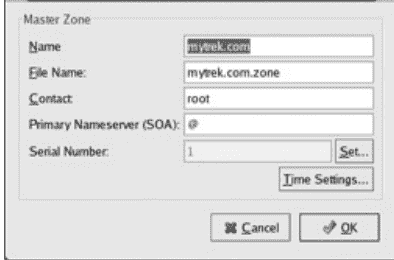 Master Zone
Name mytrek.com
File Name: mytrek.com.zone
Contact: root
Primary Nameserver (SOA): @
Serial Number: 1 Set...
Time Settings...
Cancel OK